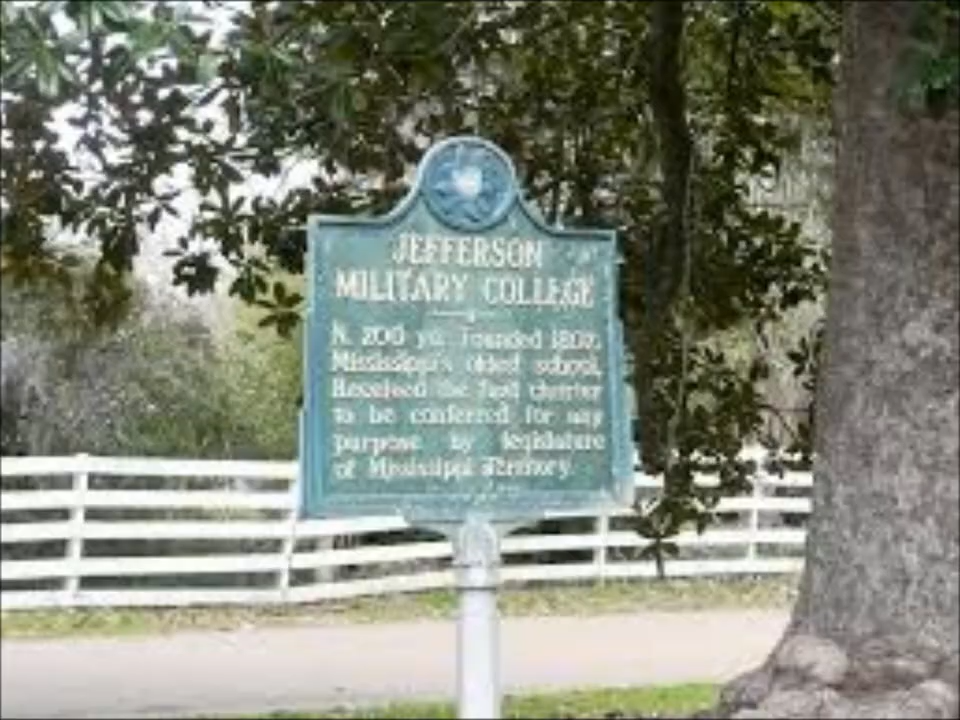 JEFFERSON
MILITARY COLLEGE
N. 200 yd. Founded 1802.
Mississippi's oldest school.
Received the first charter
to be conferred for any
purpose by legislature
of Mississippi Territory.